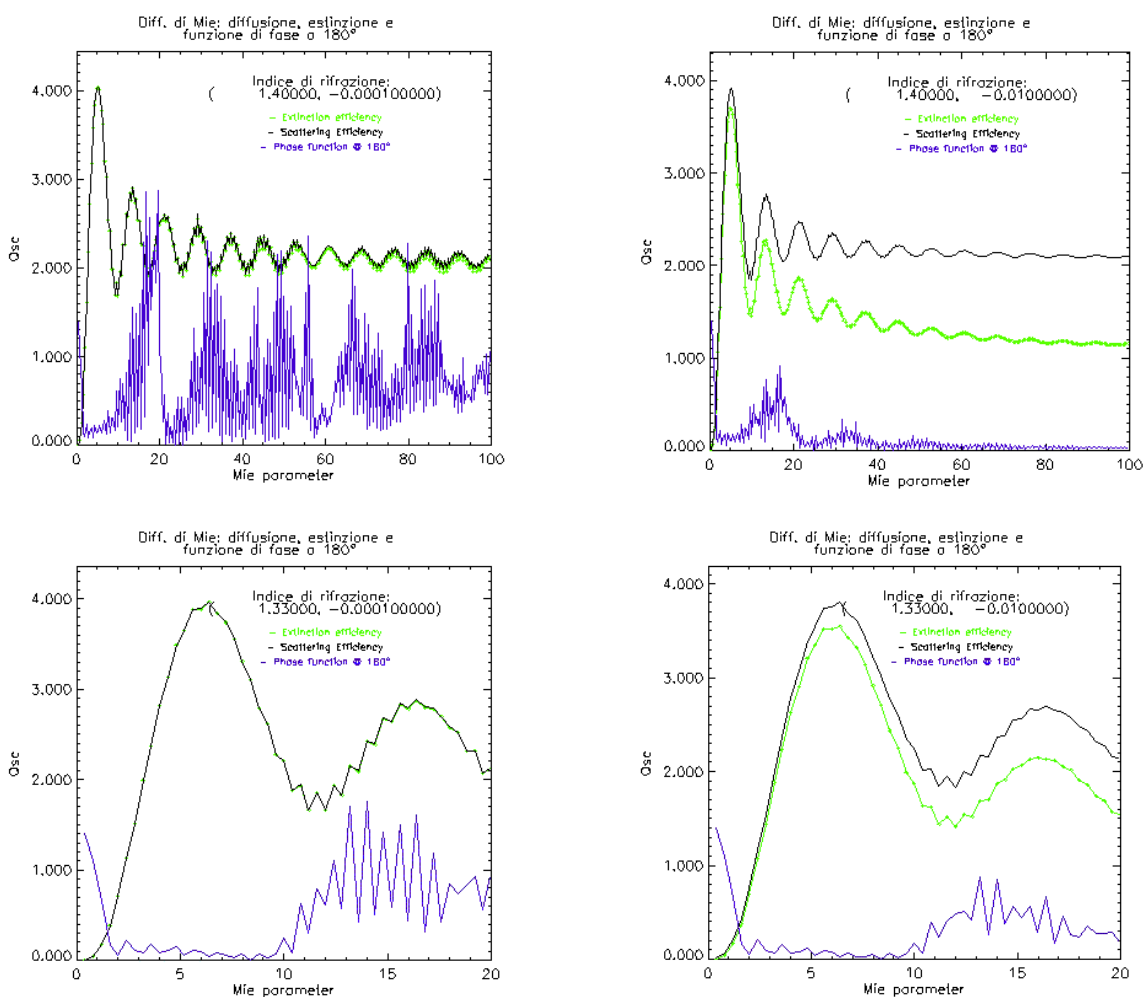 Diff. di Mie: diffusione, estinzione e
funzione di fase a 180°
Indice di rifrazione:
( 1.40000, -0.000100000)
Extinction efficiency
Scattering Efficiency
Phase function @ 180°
4.000
3.000
2.000
1.000
0.000
Qsc
0 20 40 60 80 100
Mie parameter
Diff. di Mie: diffusione, estinzione e
funzione di fase a 180°
Indice di rifrazione:
( 1.40000, -0.0100000)
Extinction efficiency
Scattering Efficiency
Phase function @ 180°
4.000
3.000
2.000
1.000
0.000
Qsc
0 20 40 60 80 100
Mie parameter
Diff. di Mie: diffusione, estinzione e
funzione di fase a 180°
Indice di rifrazione:
( 1.33000, -0.000100000)
Extinction efficiency
Scattering Efficiency
Phase function @ 180°
4.000
3.000
2.000
1.000
0.000
Qsc
0 5 10 15 20
Mie parameter
Diff. di Mie: diffusione, estinzione e
funzione di fase a 180°
Indice di rifrazione:
( 1.33000, -0.0100000)
Extinction efficiency
Scattering Efficiency
Phase function @ 180°
4.000
3.000
2.000
1.000
0.000
Qsc
0 5 10 15 20
Mie parameter